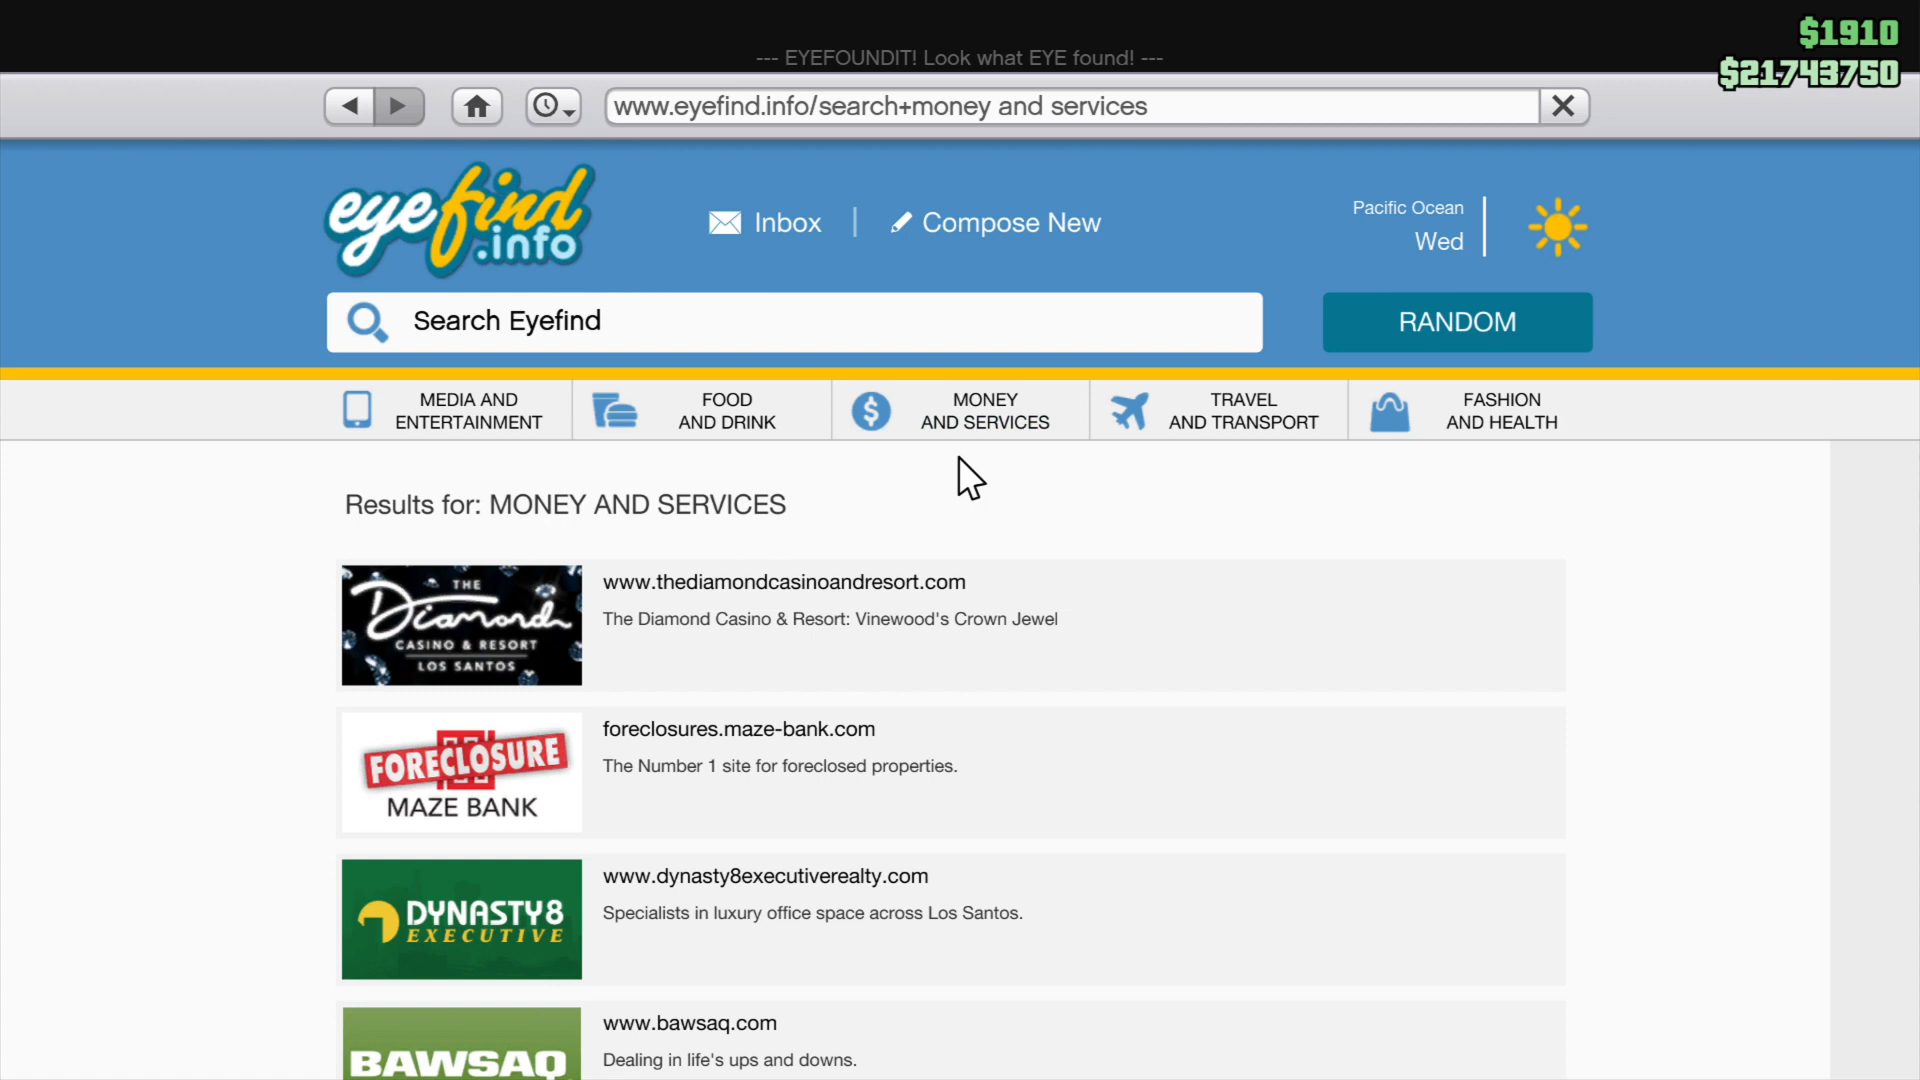 $1910
--- EYEFOUNDIT! Look what EYE found! ---
$21743750
www.eyefind.info/search+money and services
eyefind
.info
Inbox
Compose New
Pacific Ocean
Wed
Search Eyefind
RANDOM
MEDIA AND
ENTERTAINMENT
FOOD
AND DRINK
MONEY
AND SERVICES
TRAVEL
AND TRANSPORT
FASHION
AND HEALTH
Results for: MONEY AND SERVICES
THE
Diamond
CASINO & RESORT
LOS SANTOS
www.thediamondcasinoandresort.com
The Diamond Casino & Resort: Vinewood's Crown Jewel
FORECLOSURE
MAZE BANK
foreclosures.maze-bank.com
The Number 1 site for foreclosed properties.
DYNASTY8
EXECUTIVE
www.dynasty8executiverealty.com
Specialists in luxury office space across Los Santos.
BAWSAQ
www.bawsaq.com
Dealing in life's ups and downs.